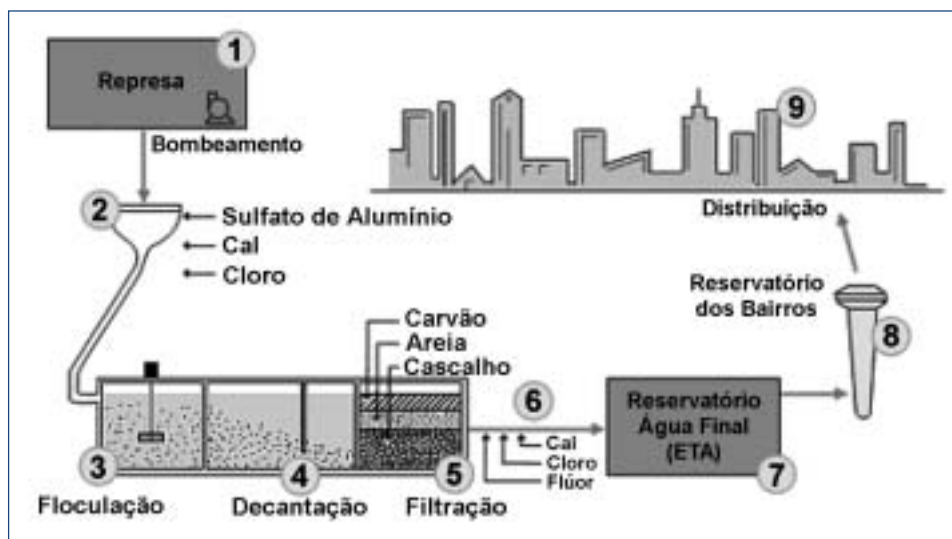 1
Represa
Bombeamento
2
Sulfato de Alumínio
Cal
Cloro
9
Distribuição
Reservatório
dos Bairros
8
Carvão
Areia
Cascalho
3
Floculação
4
Decantação
5
Filtração
6
Cal
Cloro
Flúor
Reservatório
Água Final
(ETA)
7